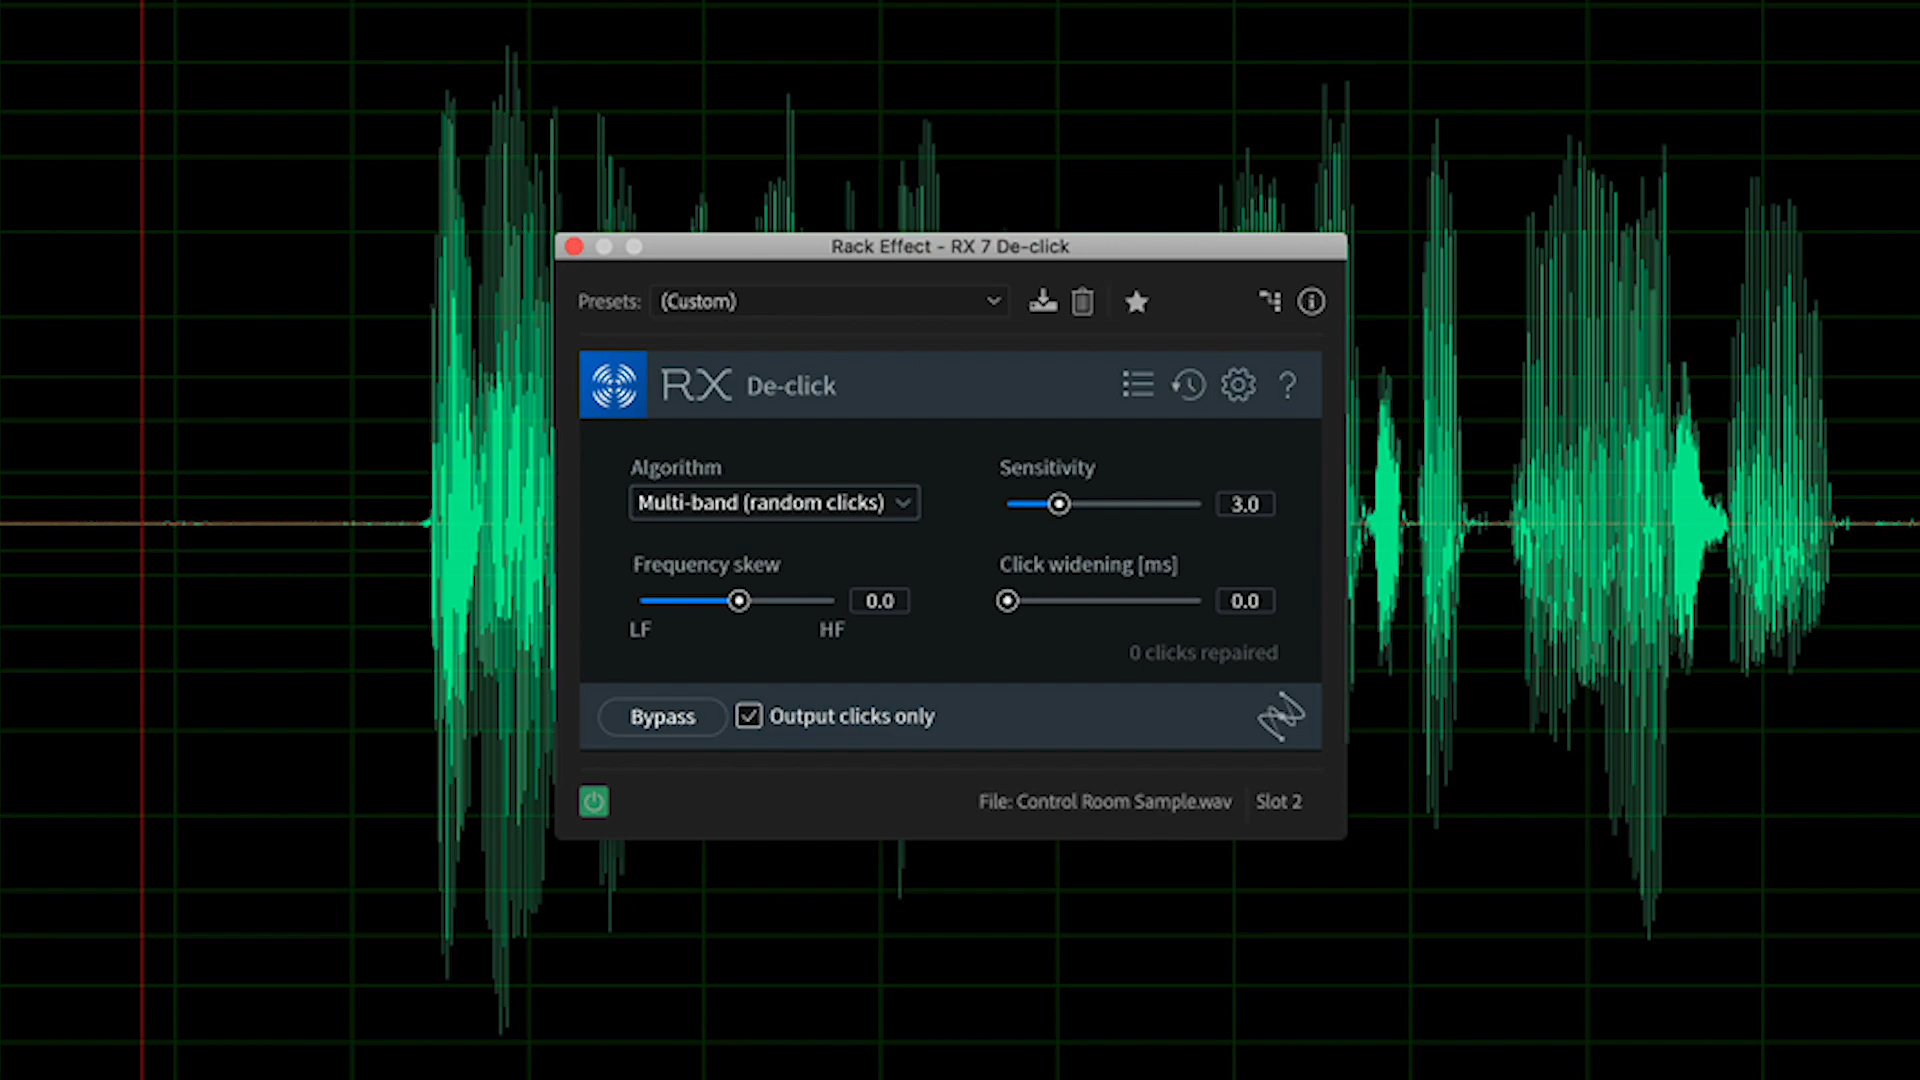 Rack Effect - RX 7 De-click
Presets: (Custom)
RX De-click ?
Algorithm
Multi-band (random clicks)
Sensitivity
3.0
Frequency skew
0.0
LF HF
Click widening [ms]
0.0
0 clicks repaired
Bypass Output clicks only
File: Control Room Sample.wav Slot 2